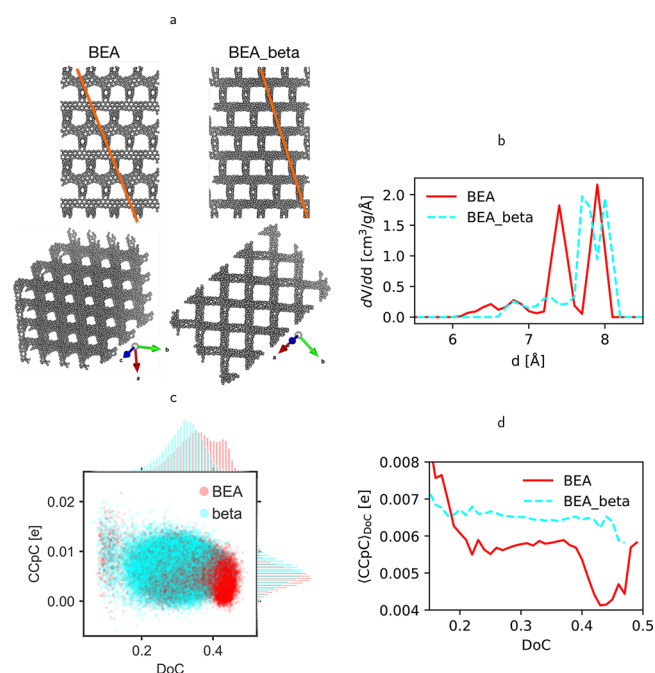 a
BEA
BEA_beta
c
b
a
a
b
b
BEA
BEA_beta
dV/dd [cm³/g/Å]
2.0
1.5
1.0
0.5
0.0
6
7
8
d [Å]
c
BEA
beta
CCpC [e]
0.02
0.01
0.00
0.2
0.4
DoC
d
BEA
BEA_beta
⟨CCpC⟩DoC [e]
0.008
0.007
0.006
0.005
0.004
0.2
0.3
0.4
0.5
DoC